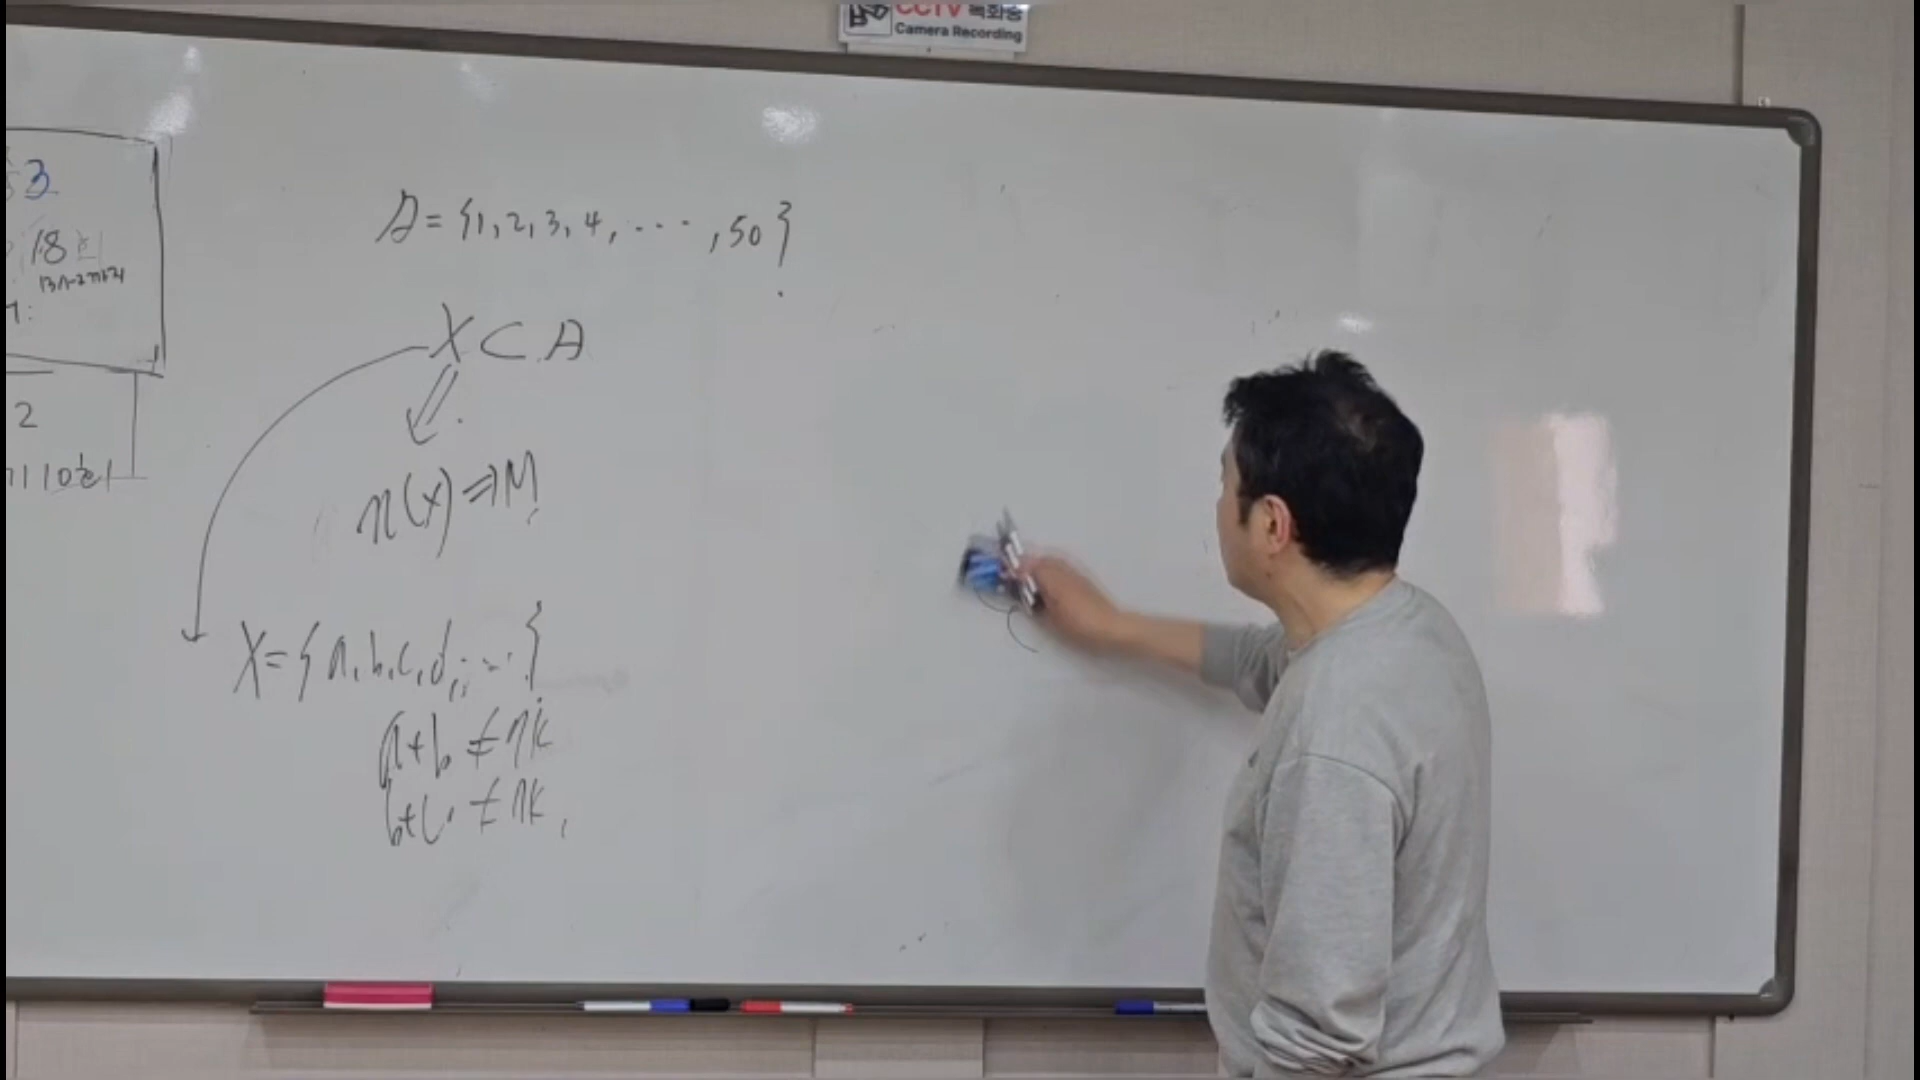 CCTV 녹화중
Camera Recording
3
18
2
A = {1, 2, 3, 4, ‥‥ , 50}
X ⊂ A
n(X) ⇒ M
X = {a, b, c, d, ...}
a+b ≠ 7k
b+c ≠ 7k